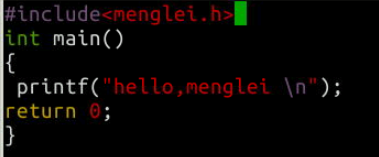 #include<menglei.h>
int main()
{
 printf("hello,menglei \n");
return 0;
}